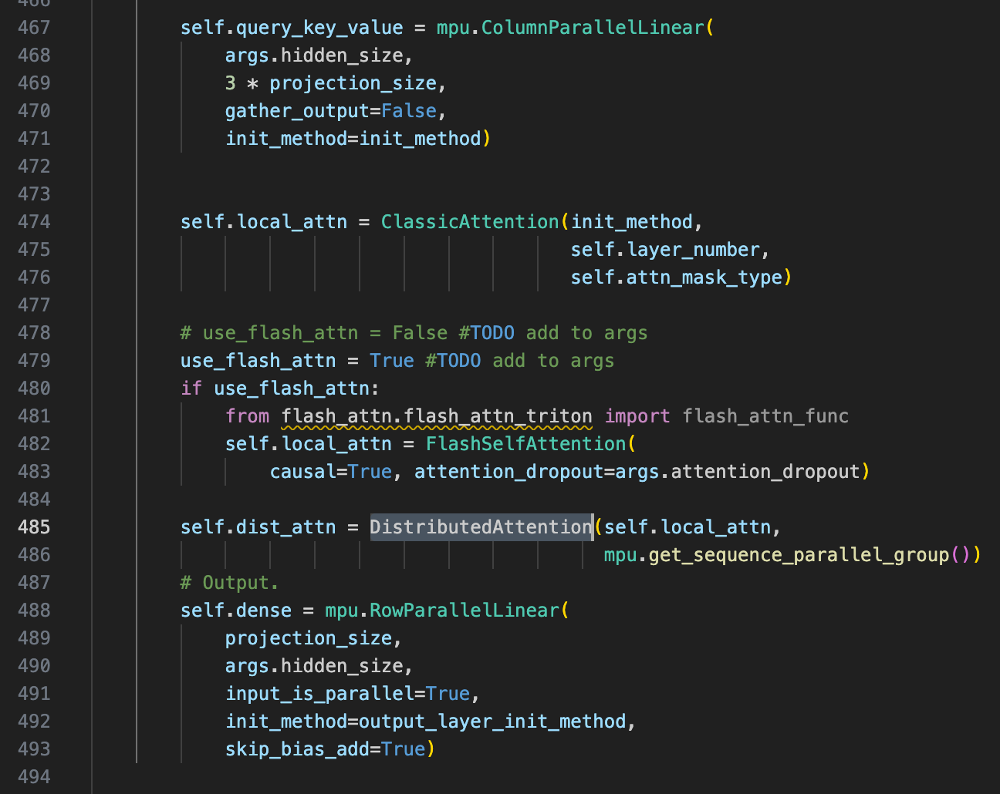 466
467 self.query_key_value = mpu.ColumnParallelLinear(
468 args.hidden_size,
469 3 * projection_size,
470 gather_output=False,
471 init_method=init_method)
472
473
474 self.local_attn = ClassicAttention(init_method,
475 self.layer_number,
476 self.attn_mask_type)
477
478 # use_flash_attn = False #TODO add to args
479 use_flash_attn = True #TODO add to args
480 if use_flash_attn:
481 from flash_attn.flash_attn_triton import flash_attn_func
482 self.local_attn = FlashSelfAttention(
483 causal=True, attention_dropout=args.attention_dropout)
484
485 self.dist_attn = DistributedAttention(self.local_attn,
486 mpu.get_sequence_parallel_group())
487 # Output.
488 self.dense = mpu.RowParallelLinear(
489 projection_size,
490 args.hidden_size,
491 input_is_parallel=True,
492 init_method=output_layer_init_method,
493 skip_bias_add=True)
494